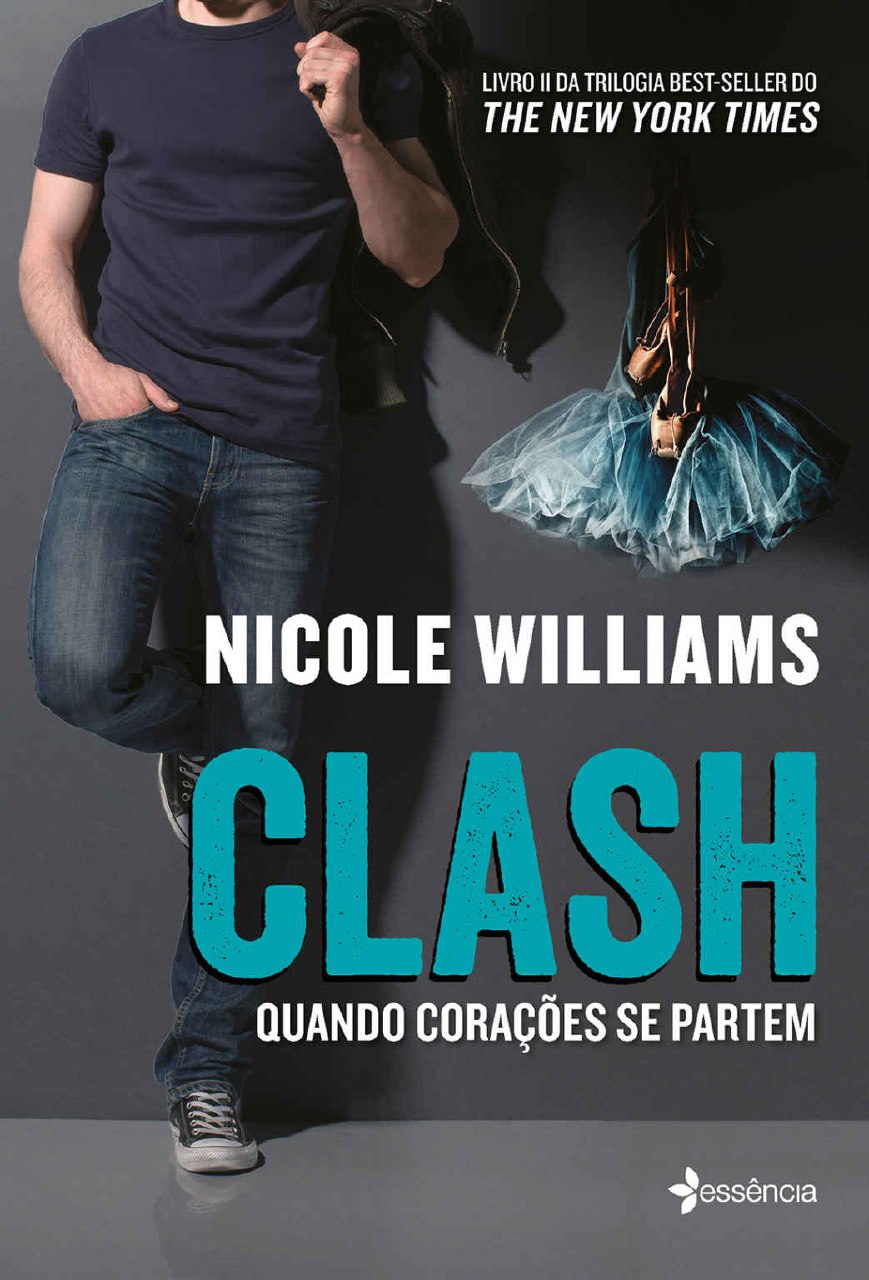 LIVRO II DA TRILOGIA BEST-SELLER DO
THE NEW YORK TIMES
NICOLE WILLIAMS
CLASH
QUANDO CORAÇÕES SE PARTEM
essência